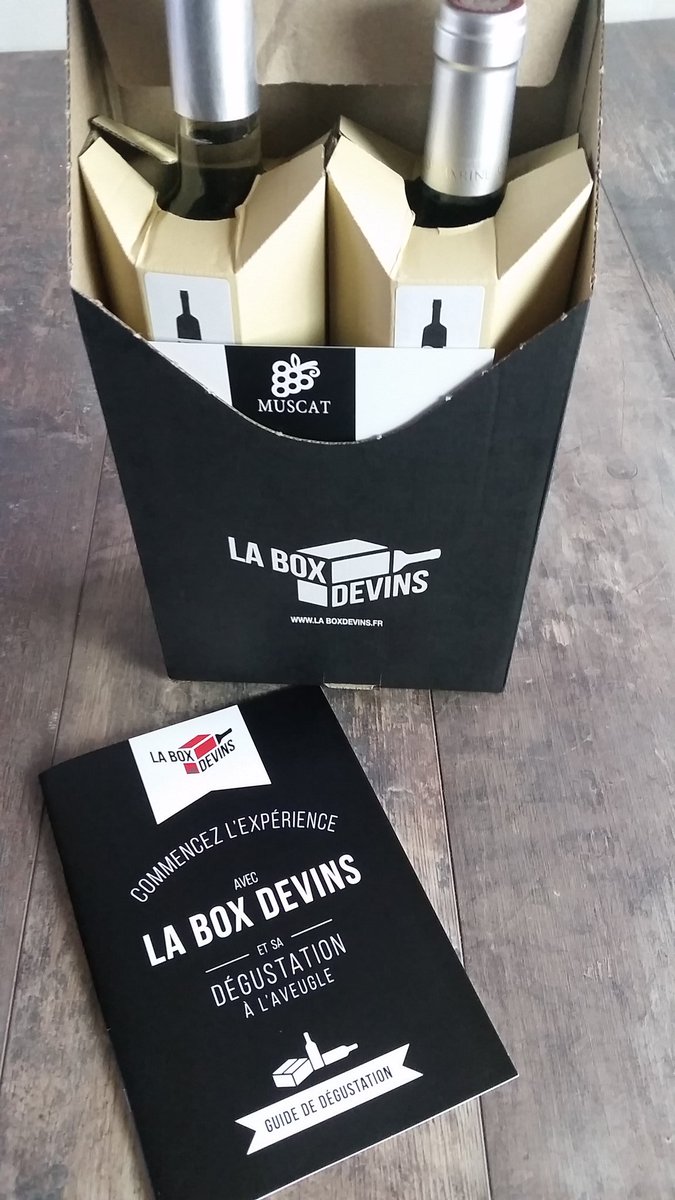 MUSCAT
LA BOX
DEVINS
WWW.LA BOXDEVINS.FR
LA BOX
DEVINS
COMMENCEZ L'EXPÉRIENCE
AVEC
LA BOX DEVINS
ET SA
DÉGUSTATION
À L'AVEUGLE
GUIDE DE DÉGUSTATION